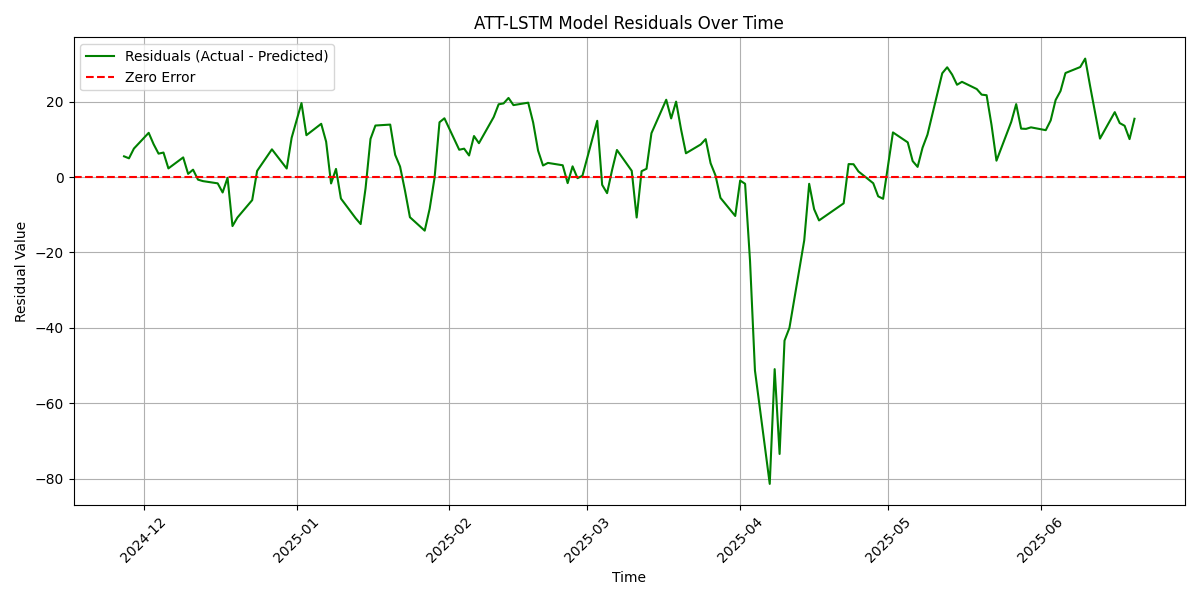 ATT-LSTM Model Residuals Over Time
Residuals (Actual - Predicted)
Zero Error
Residual Value
20
0
−20
−40
−60
−80
2024-12
2025-01
2025-02
2025-03
2025-04
2025-05
2025-06
Time